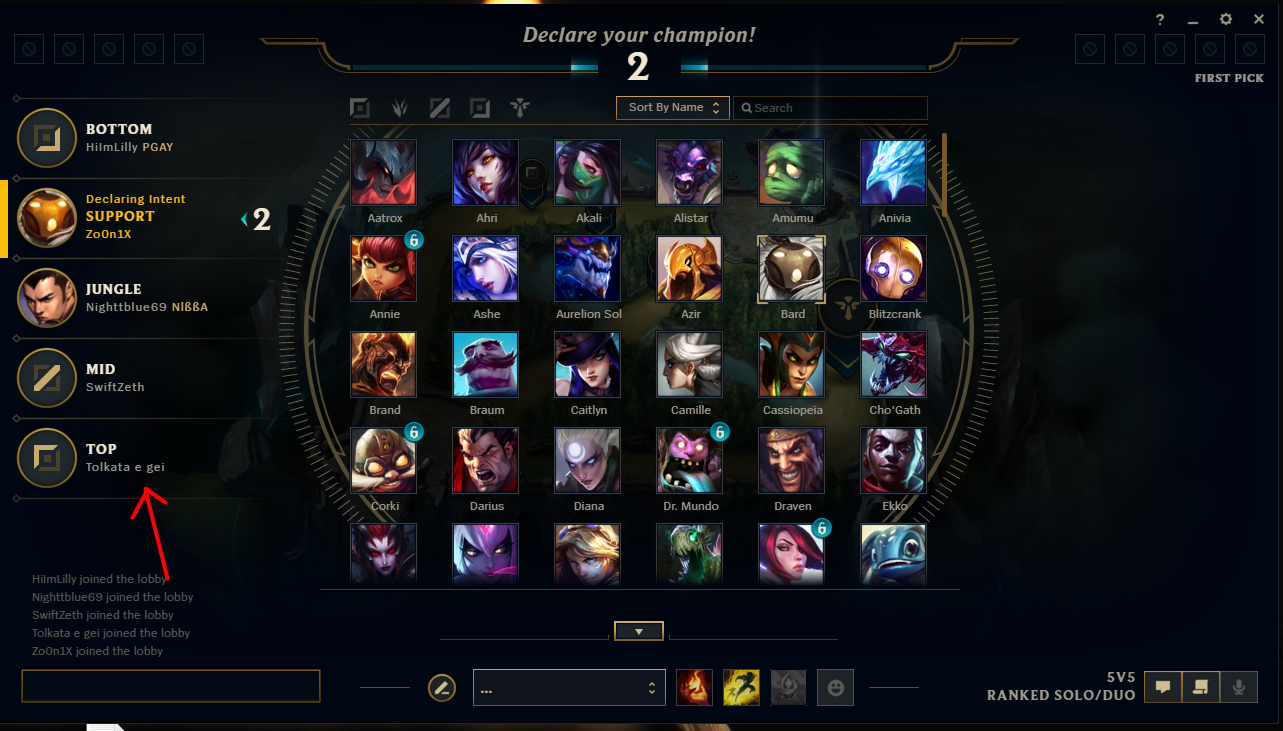 ?
Declare your champion!
2
FIRST PICK
Sort By Name
Search
BOTTOM
HiImLilly PGAY
Declaring Intent
SUPPORT
Zo0n1X
2
JUNGLE
Nighttblue69 NIßßA
MID
SwiftZeth
TOP
Tolkata e gei
Aatrox Ahri Akali Alistar Amumu Anivia
6
Annie Ashe Aurelion Sol Azir Bard Blitzcrank
Brand Braum Caitlyn Camille Cassiopeia Cho'Gath
6 6
Corki Darius Diana Dr. Mundo Draven Ekko
6
HiImLilly joined the lobby
Nighttblue69 joined the lobby
SwiftZeth joined the lobby
Tolkata e gei joined the lobby
Zo0n1X joined the lobby
...
5V5
RANKED SOLO/DUO